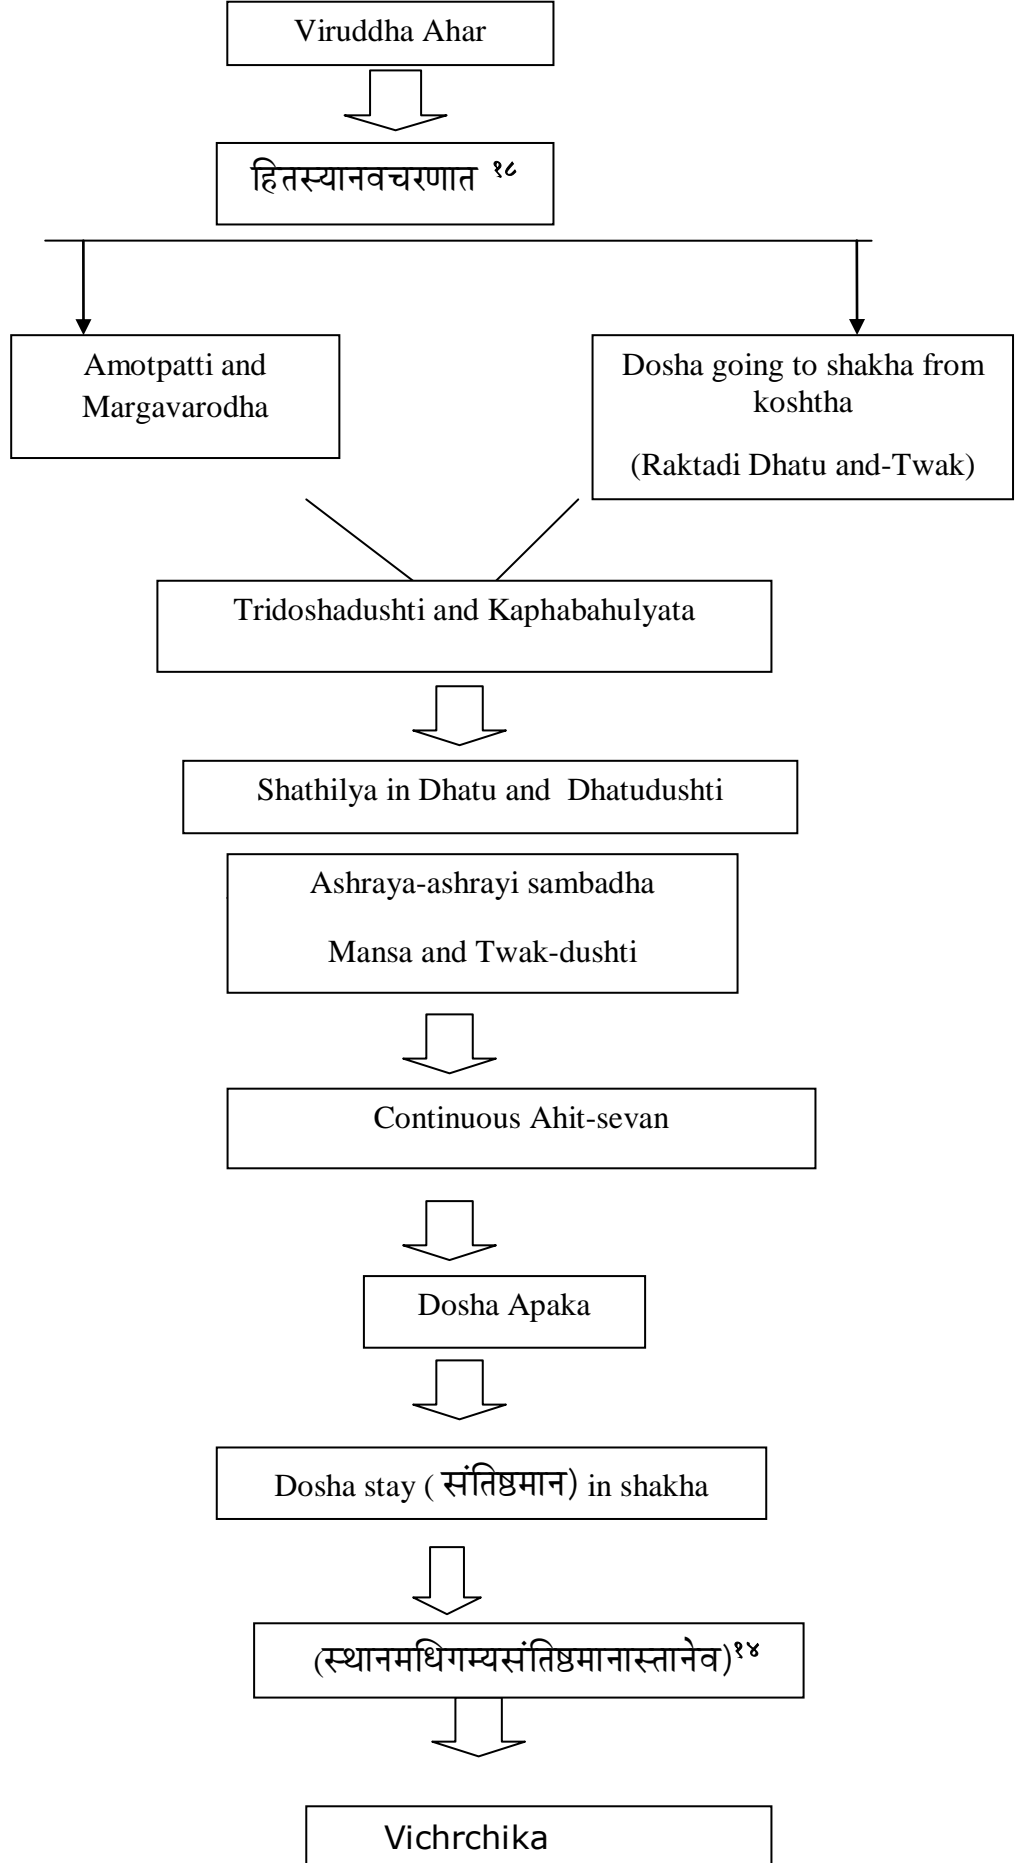 Viruddha Ahar
हितस्यानवचरणात १८
Amotpatti and
Margavarodha
Dosha going to shakha from
koshtha
(Raktadi Dhatu and-Twak)
Tridoshadushti and Kaphabahulyata
Shathilya in Dhatu and Dhatudushti
Ashraya-ashrayi sambadha
Mansa and Twak-dushti
Continuous Ahit-sevan
Dosha Apaka
Dosha stay ( संतिष्ठमान) in shakha
(स्थानमधिगम्यसंतिष्ठमानास्तानेव)१४
Vichrchika